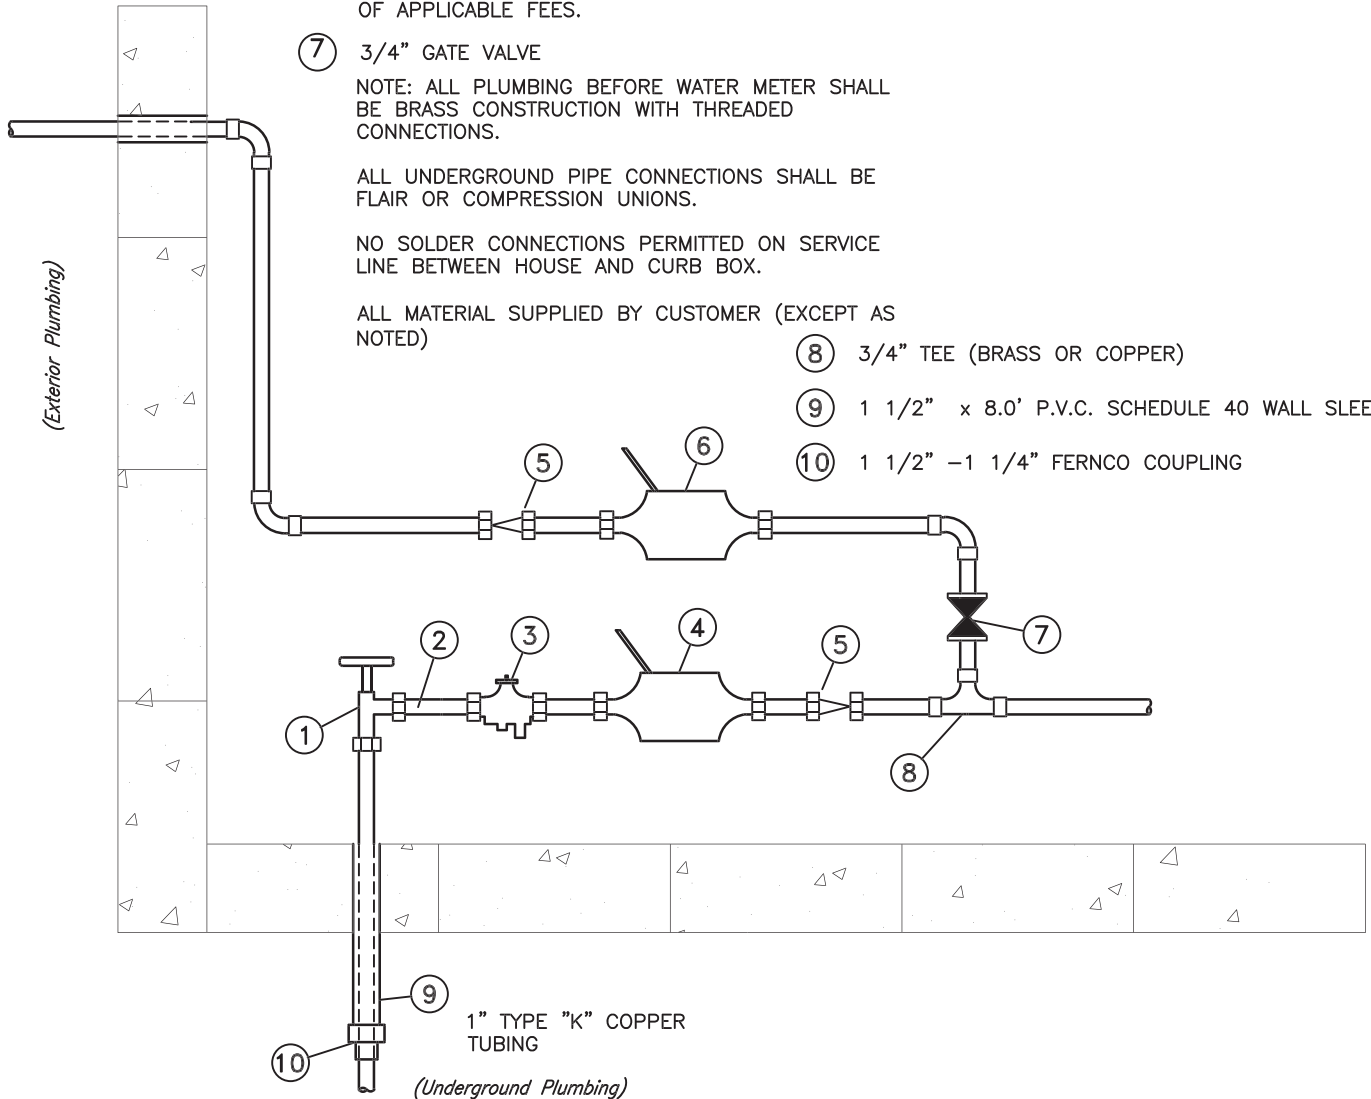 OF APPLICABLE FEES.
7 3/4" GATE VALVE
NOTE: ALL PLUMBING BEFORE WATER METER SHALL
BE BRASS CONSTRUCTION WITH THREADED
CONNECTIONS.
ALL UNDERGROUND PIPE CONNECTIONS SHALL BE
FLAIR OR COMPRESSION UNIONS.
NO SOLDER CONNECTIONS PERMITTED ON SERVICE
LINE BETWEEN HOUSE AND CURB BOX.
ALL MATERIAL SUPPLIED BY CUSTOMER (EXCEPT AS
NOTED)
8 3/4" TEE (BRASS OR COPPER)
9 1 1/2" x 8.0' P.V.C. SCHEDULE 40 WALL SLEE
10 1 1/2" -1 1/4" FERNCO COUPLING
(Exterior Plumbing)
5
6
7
2
3
4
5
1
8
9
1" TYPE "K" COPPER
TUBING
10
(Underground Plumbing)